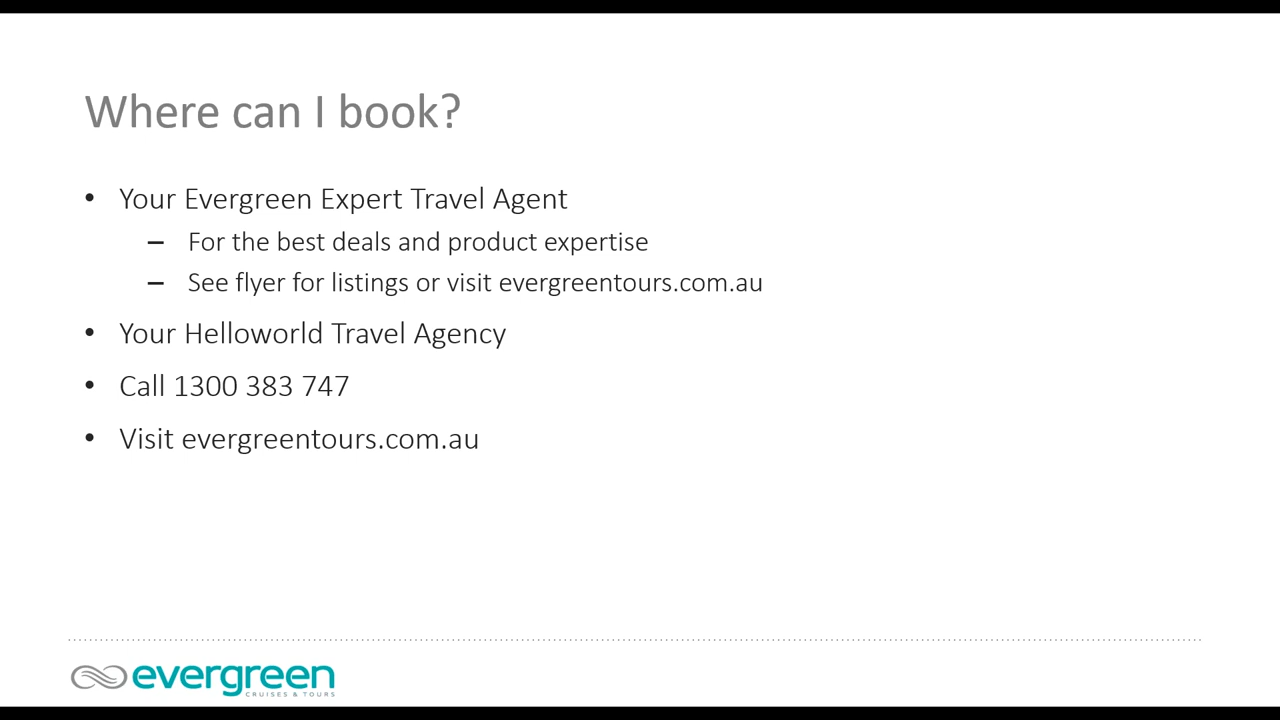 Where can I book?
• Your Evergreen Expert Travel Agent
– For the best deals and product expertise
– See flyer for listings or visit evergreentours.com.au
• Your Helloworld Travel Agency
• Call 1300 383 747
• Visit evergreentours.com.au
evergreen
CRUISES & TOURS